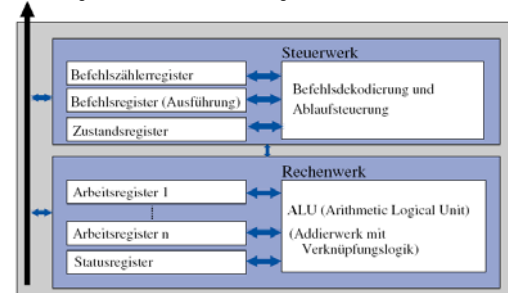 Steuerwerk
Befehlszählerregister
Befehlsregister (Ausführung)
Zustandsregister
Befehlsdekodierung und
Ablaufsteuerung
Rechenwerk
Arbeitsregister 1
Arbeitsregister n
Statusregister
ALU (Arithmetic Logical Unit)
(Addierwerk mit
Verknüpfungslogik)